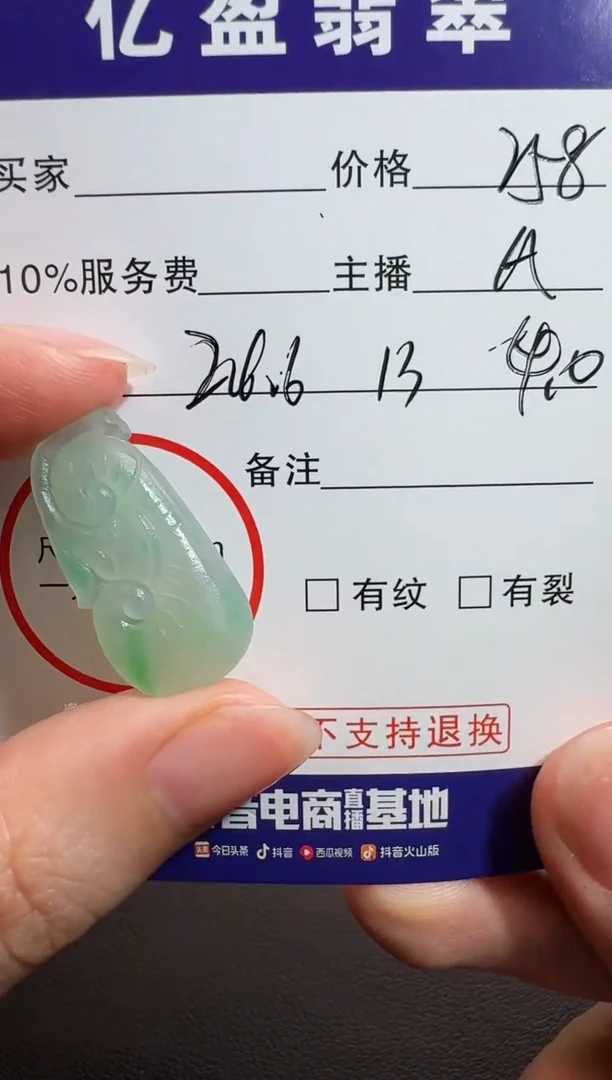 亿盈翡翠
买家 价格 258
10%服务费 主播 A
26.6 13 4.0
备注
□ 有纹 □ 有裂
不支持退换
音电商直播基地
今日头条 抖音 西瓜视频 抖音火山版